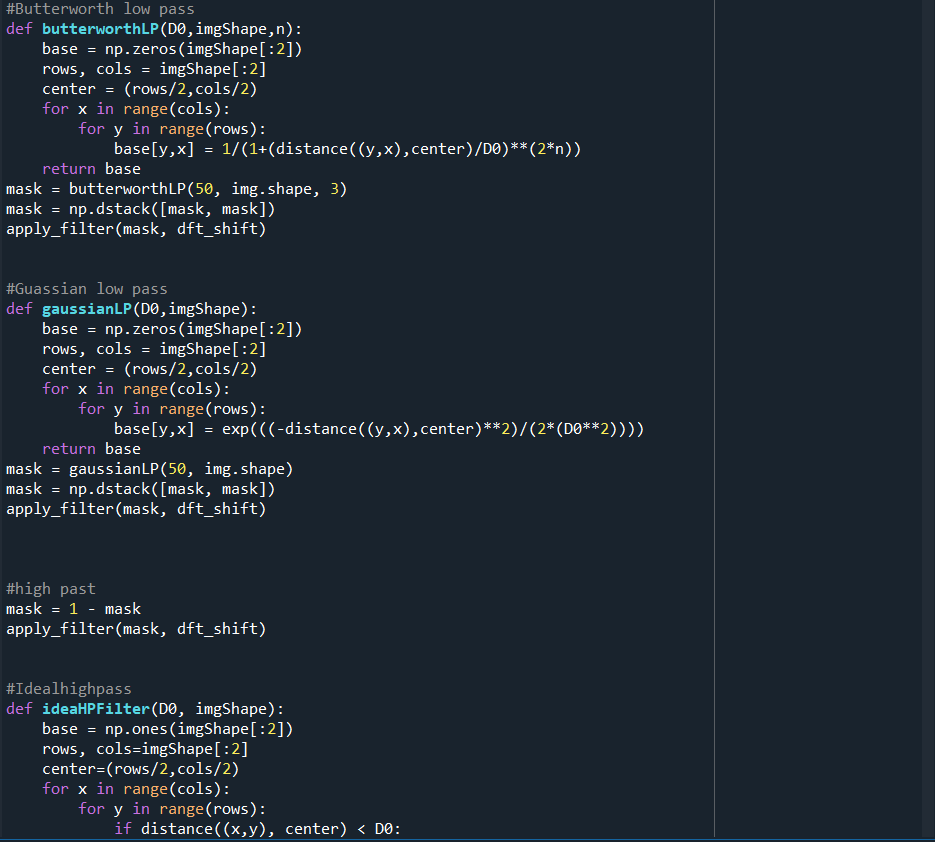 #Butterworth low pass
def butterworthLP(D0,imgShape,n):
    base = np.zeros(imgShape[:2])
    rows, cols = imgShape[:2]
    center = (rows/2,cols/2)
    for x in range(cols):
        for y in range(rows):
            base[y,x] = 1/(1+(distance((y,x),center)/D0)**(2*n))
    return base
mask = butterworthLP(50, img.shape, 3)
mask = np.dstack([mask, mask])
apply_filter(mask, dft_shift)
#Guassian low pass
def gaussianLP(D0,imgShape):
    base = np.zeros(imgShape[:2])
    rows, cols = imgShape[:2]
    center = (rows/2,cols/2)
    for x in range(cols):
        for y in range(rows):
            base[y,x] = exp(((-distance((y,x),center)**2)/(2*(D0**2))))
    return base
mask = gaussianLP(50, img.shape)
mask = np.dstack([mask, mask])
apply_filter(mask, dft_shift)
#high past
mask = 1 - mask
apply_filter(mask, dft_shift)
#Idealhighpass
def ideaHPFilter(D0, imgShape):
    base = np.ones(imgShape[:2])
    rows, cols=imgShape[:2]
    center=(rows/2,cols/2)
    for x in range(cols):
        for y in range(rows):
            if distance((x,y), center) < D0: